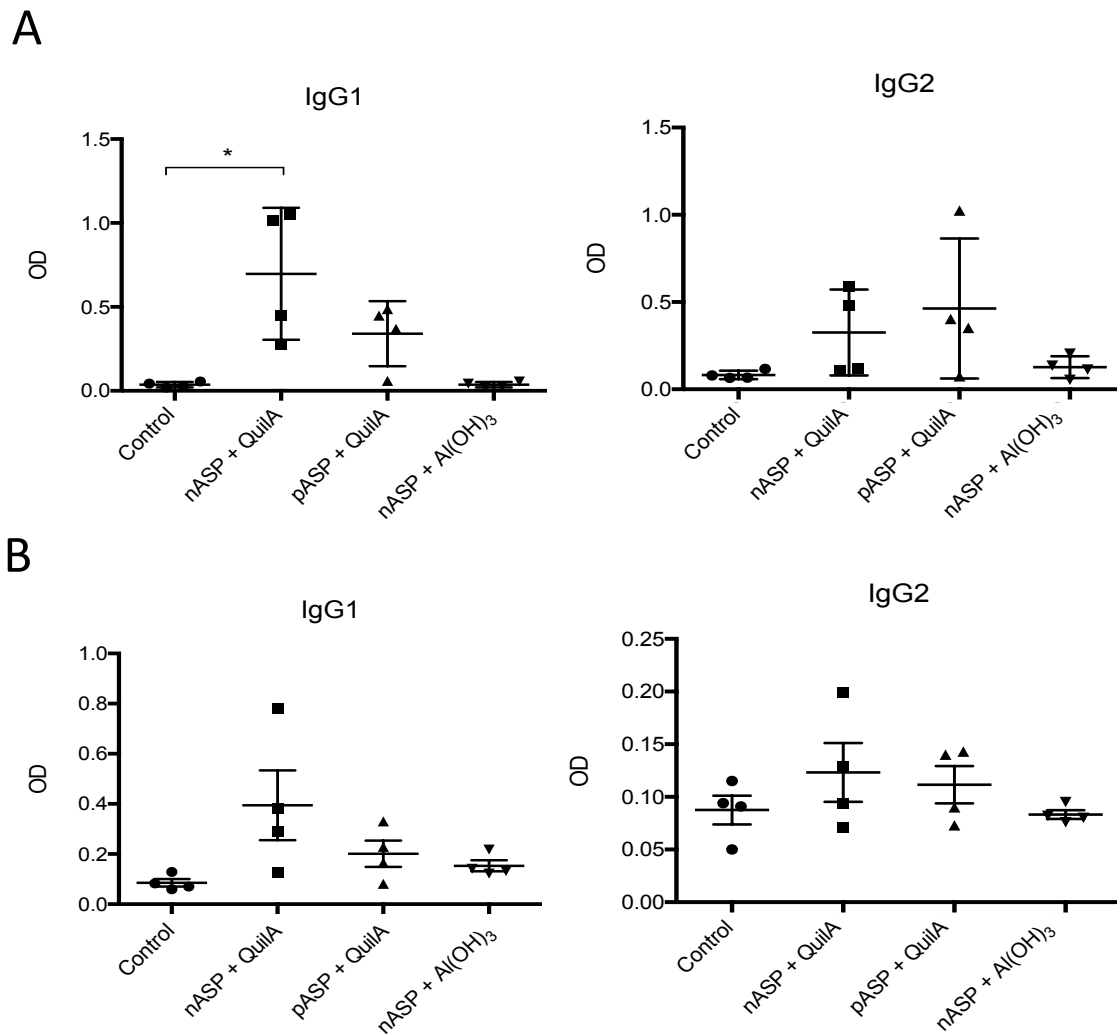 A
IgG1
OD
1.5
1.0
0.5
0.0
*
Control
nASP + QuilA
pASP + QuilA
nASP + Al(OH)3
IgG2
OD
1.5
1.0
0.5
0.0
Control
nASP + QuilA
pASP + QuilA
nASP + Al(OH)3
B
IgG1
OD
1.0
0.8
0.6
0.4
0.2
0.0
Control
nASP + QuilA
pASP + QuilA
nASP + Al(OH)3
IgG2
OD
0.25
0.20
0.15
0.10
0.05
0.00
Control
nASP + QuilA
pASP + QuilA
nASP + Al(OH)3